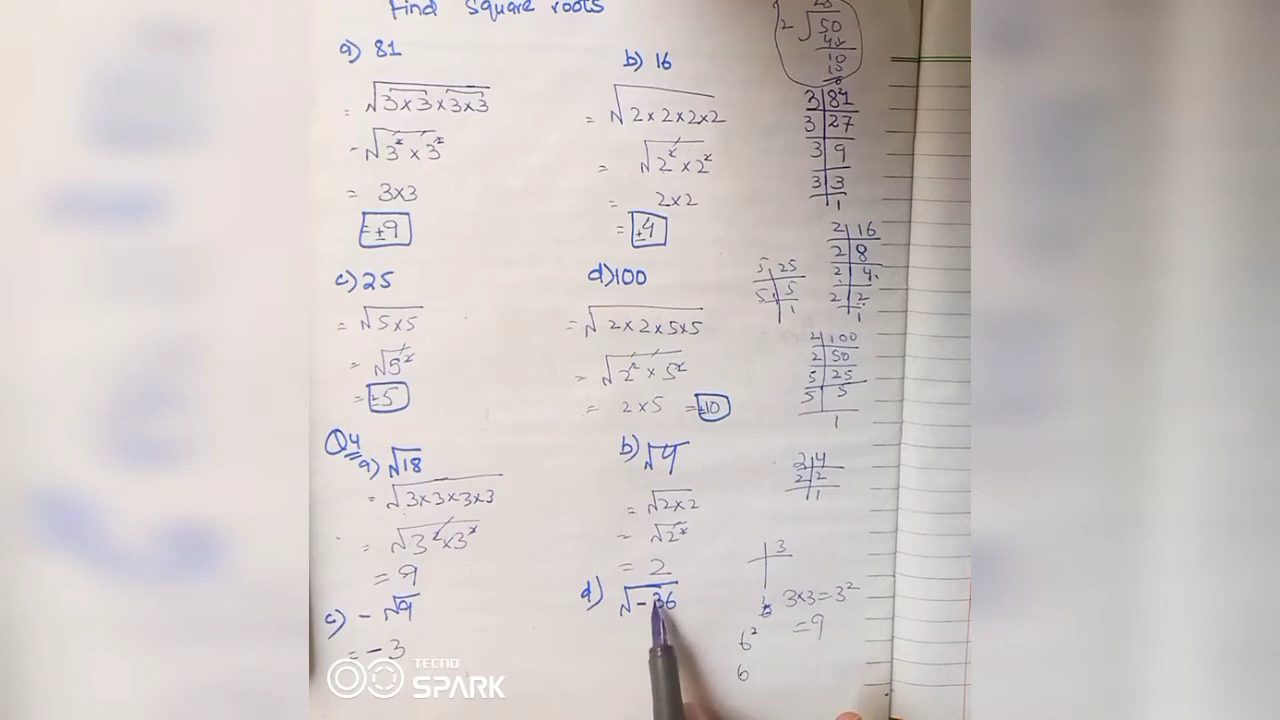 Find Square roots
a) 81
= √3×3×3×3
= √3²×3²
= 3×3
= ±9
b) 16
= √2×2×2×2
= √2²×2²
= 2×2
= ±4
c) 25
= √5×5
= √5²
= ±5
d) 100
= √2×2×5×5
= √2²×5²
= 2×5 = ±10
Q4
a) √18
= √3×3×3×3
= √3²×3²
= 9
b) √4
= √2×2
= √2²
= 2
c) -√9
= -3
d) √-36
2 √50
10
3 | 81
3 | 27
3 | 9
3 | 3
1
2 | 16
2 | 8
2 | 4
2 | 2
1
5 | 25
5 | 5
1
2 | 100
2 | 50
5 | 25
5 | 5
1
2 | 4
2 | 2
1
3
3×3=3²
=9
6²
6
TECNO
SPARK